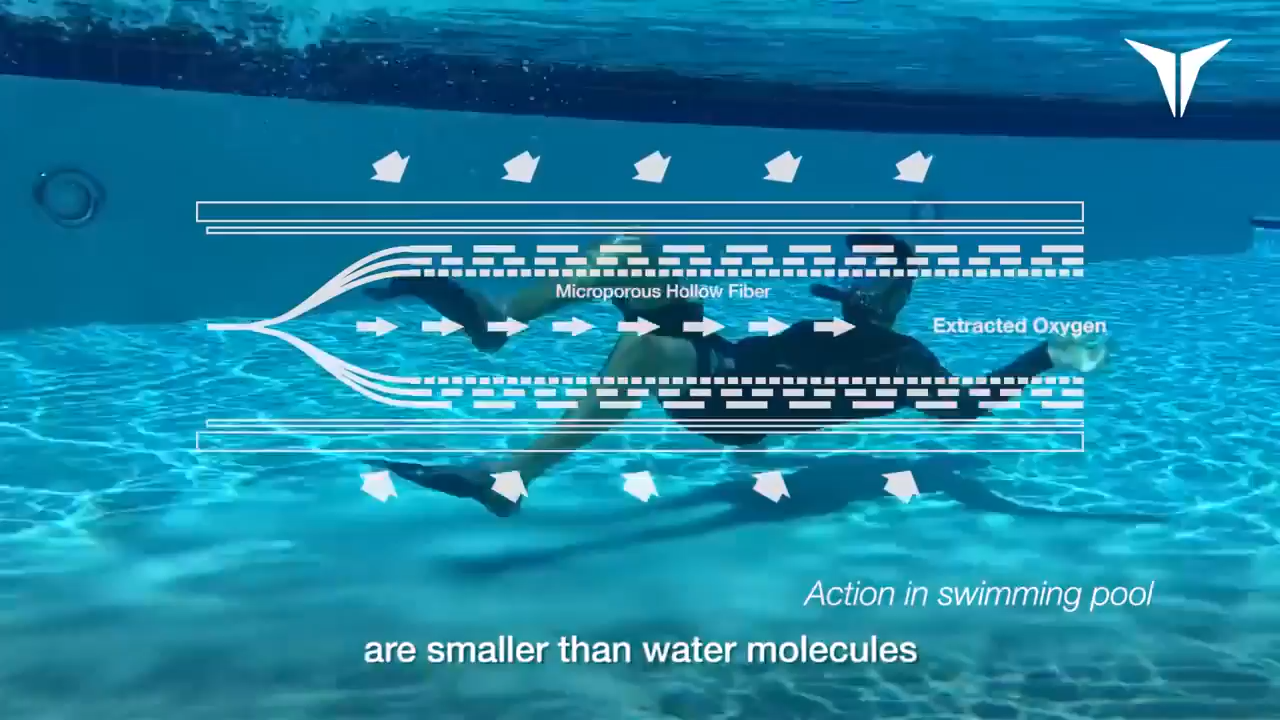 Microporous Hollow Fiber
Extracted Oxygen
Action in swimming pool
are smaller than water molecules